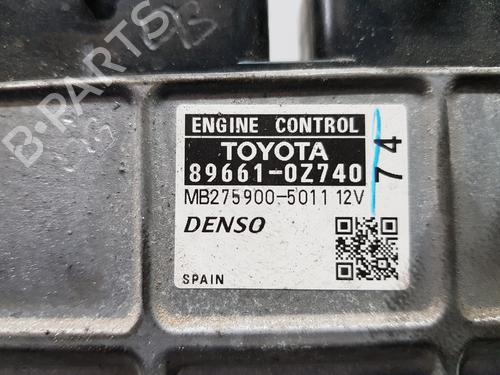 B-PARTS
ENGINE CONTROL
TOYOTA
89661-0Z740
MB275900-5011 12V
DENSO
SPAIN
74